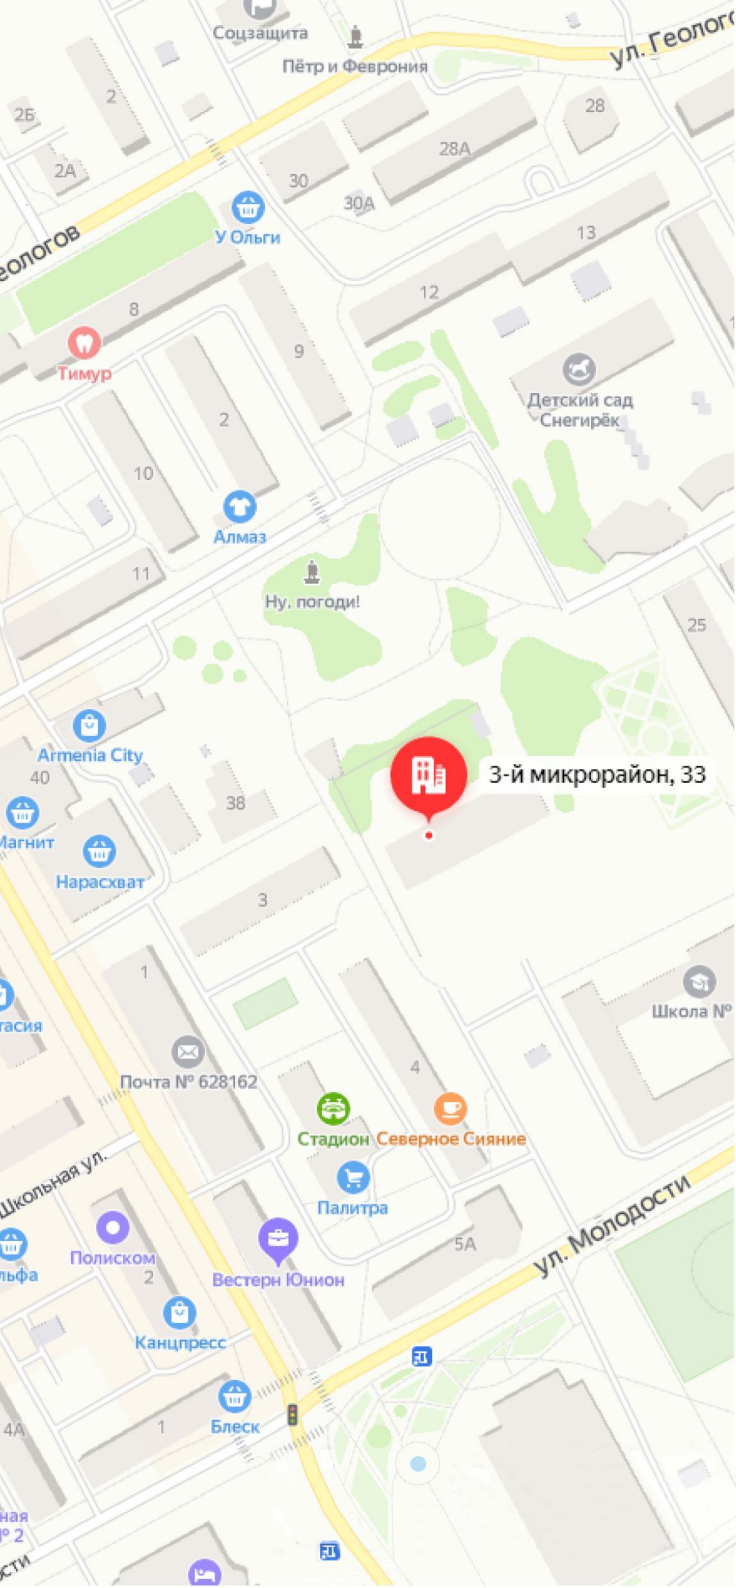 Соцзащита
ул. Геолог
Пётр и Феврония
2
2Б
28
28А
2А
30
30А
У Ольги
13
еологов
12
8
9
Тимур
Детский сад
Снегирёк
2
10
Алмаз
11
Ну, погоди!
25
Armenia City
3-й микрорайон, 33
40
38
Магнит
Нарасхват
3
1
Школа №
тасия
4
Почта № 628162
Стадион
Северное Сияние
Школьная ул.
Палитра
ул. Молодости
Полиском
5А
льфа
2
Вестерн Юнион
Канцпресс
Блеск
4А
1
ная
№ 2
сти